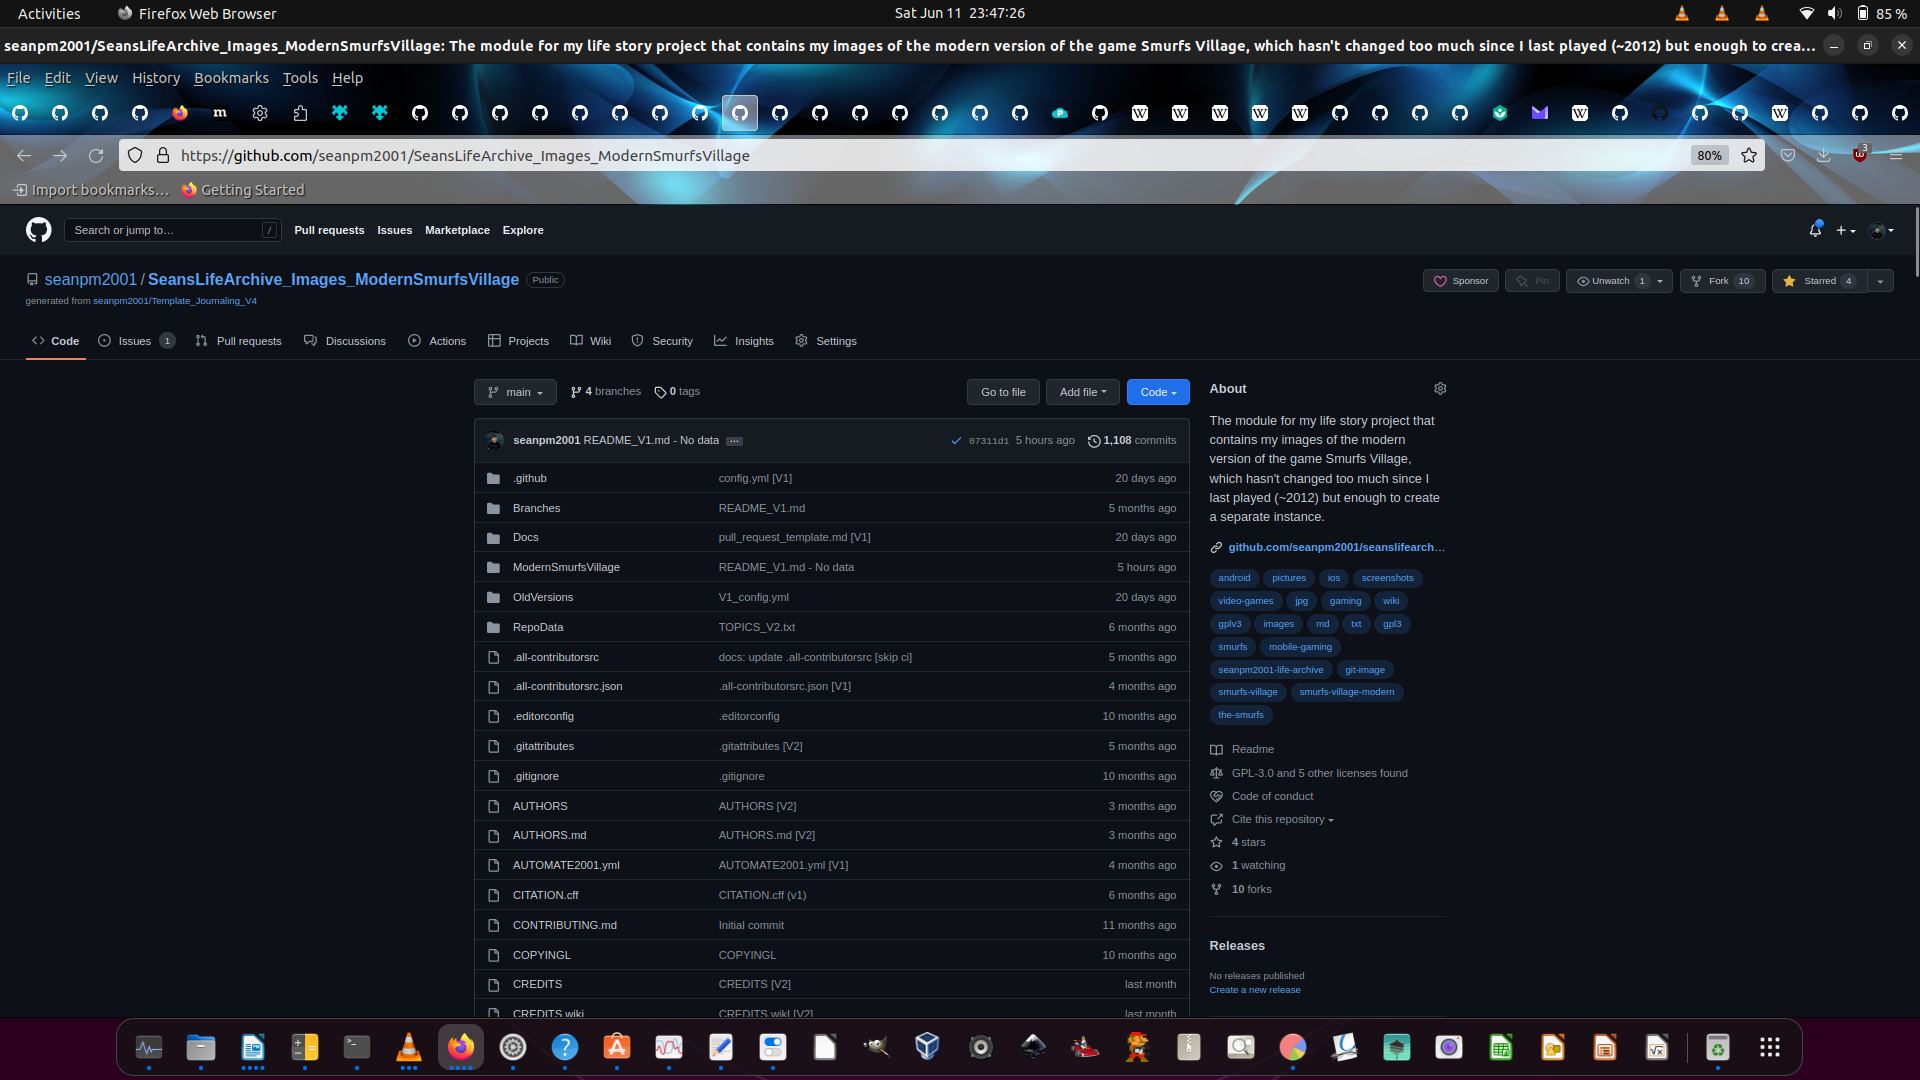 Activities
Firefox Web Browser
Sat Jun 11 23:47:26
85 %
seanpm2001/SeansLifeArchive_Images_ModernSmurfsVillage: The module for my life story project that contains my images of the modern version of the game Smurfs Village, which hasn't changed too much since I last played (~2012) but enough to crea…
File Edit View History Bookmarks Tools Help
https://github.com/seanpm2001/SeansLifeArchive_Images_ModernSmurfsVillage
80%
3
Import bookmarks…
Getting Started
Search or jump to…
/
Pull requests Issues Marketplace Explore
seanpm2001 / SeansLifeArchive_Images_ModernSmurfsVillage Public
generated from seanpm2001/Template_Journaling_V4
Sponsor
Pin
Unwatch 1
Fork 10
Starred 4
Code
Issues 1
Pull requests
Discussions
Actions
Projects
Wiki
Security
Insights
Settings
main
4 branches
0 tags
Go to file
Add file
Code
seanpm2001 README_V1.md - No data
07311d1 5 hours ago
1,108 commits
.github config.yml [V1] 20 days ago
Branches README_V1.md 5 months ago
Docs pull_request_template.md [V1] 20 days ago
ModernSmurfsVillage README_V1.md - No data 5 hours ago
OldVersions V1_config.yml 20 days ago
RepoData TOPICS_V2.txt 6 months ago
.all-contributorsrc docs: update .all-contributorsrc [skip ci] 5 months ago
.all-contributorsrc.json .all-contributorsrc.json [V1] 4 months ago
.editorconfig .editorconfig 10 months ago
.gitattributes .gitattributes [V2] 5 months ago
.gitignore .gitignore 10 months ago
AUTHORS AUTHORS [V2] 3 months ago
AUTHORS.md AUTHORS.md [V2] 3 months ago
AUTOMATE2001.yml AUTOMATE2001.yml [V1] 4 months ago
CITATION.cff CITATION.cff (v1) 6 months ago
CONTRIBUTING.md Initial commit 11 months ago
COPYINGL COPYINGL 10 months ago
CREDITS CREDITS [V2] last month
CREDITS.wiki CREDITS.wikl [V2] last month
About
The module for my life story project that
contains my images of the modern
version of the game Smurfs Village,
which hasn't changed too much since I
last played (~2012) but enough to create
a separate instance.
github.com/seanpm2001/seanslifearch…
android pictures ios screenshots
video-games jpg gaming wiki
gplv3 images md txt gpl3
smurfs mobile-gaming
seanpm2001-life-archive git-image
smurfs-village smurfs-village-modern
the-smurfs
Readme
GPL-3.0 and 5 other licenses found
Code of conduct
Cite this repository
4 stars
1 watching
10 forks
Releases
No releases published
Create a new release